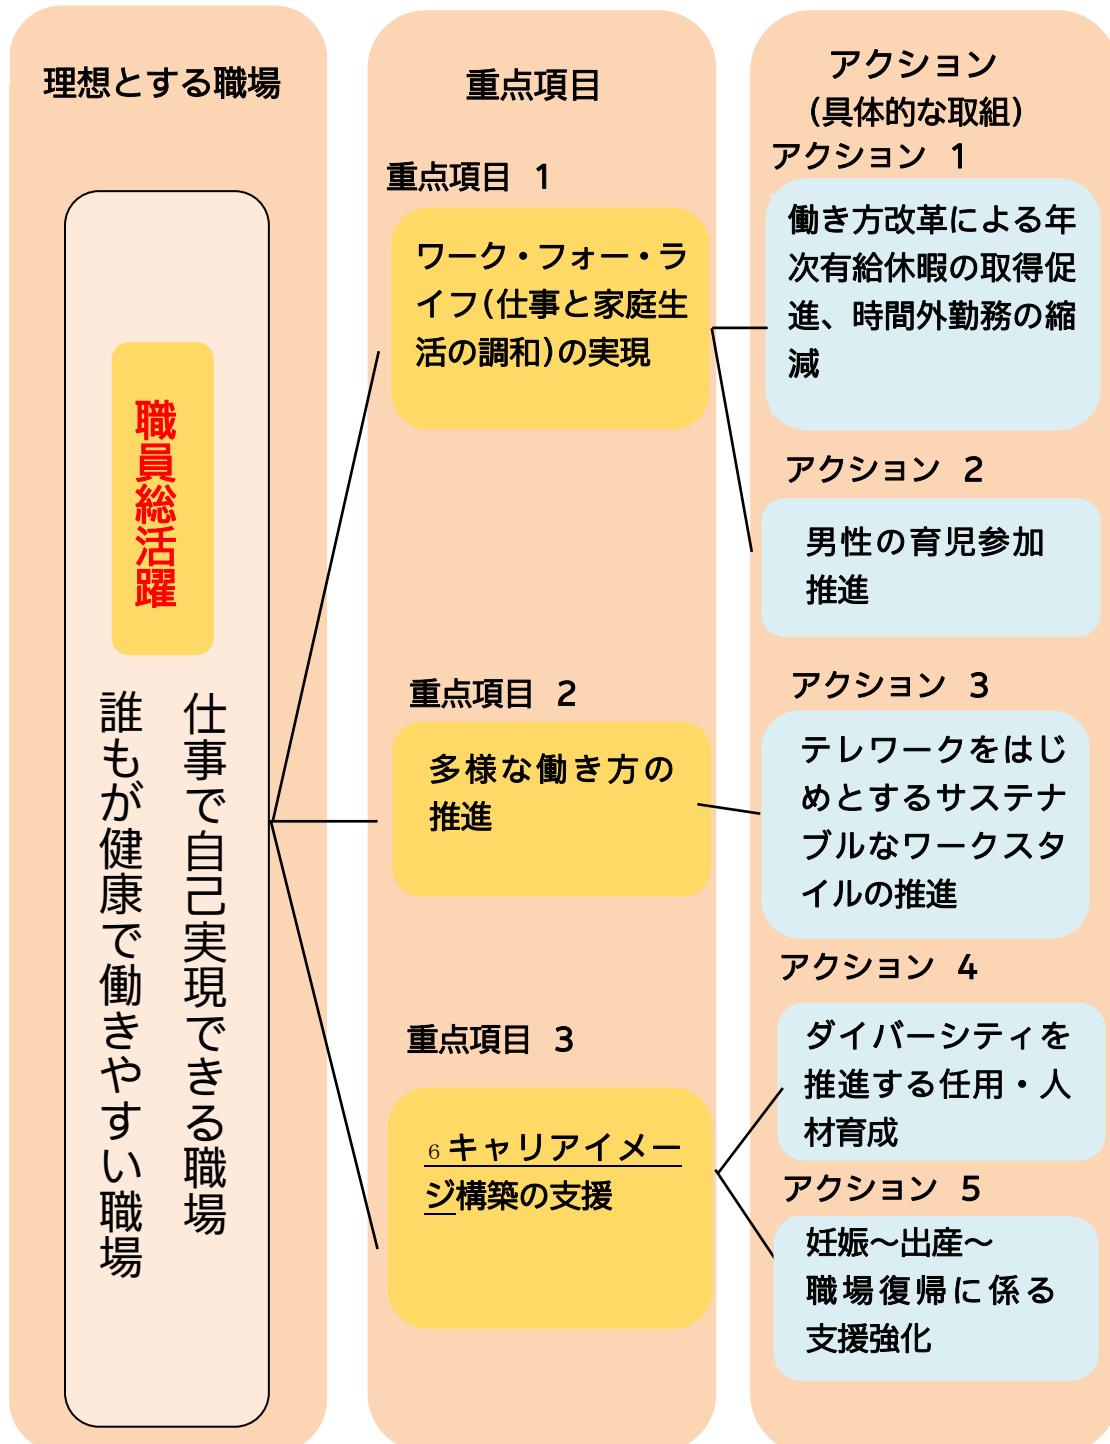 理想とする職場
職員総活躍
仕事で自己実現できる職場
誰もが健康で働きやすい職場
重点項目
重点項目 1
ワーク・フォー・ラ
イフ(仕事と家庭生
活の調和)の実現
重点項目 2
多様な働き方の
推進
重点項目 3
6 キャリアイメー
ジ構築の支援
アクション
(具体的な取組)
アクション 1
働き方改革による年
次有給休暇の取得促
進、時間外勤務の縮
減
アクション 2
男性の育児参加
推進
アクション 3
テレワークをはじ
めとするサステナ
ブルなワークスタ
イルの推進
アクション 4
ダイバーシティを
推進する任用・人
材育成
アクション 5
妊娠～出産～
職場復帰に係る
支援強化